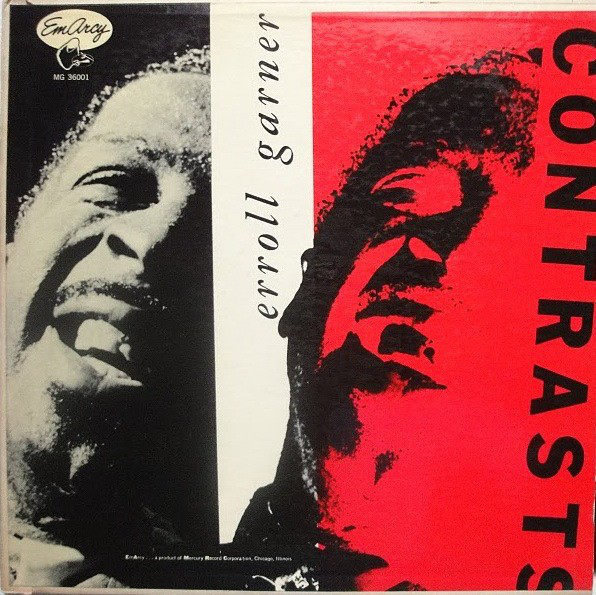 EmArcy
MG 36001
erroll garner
CONTRASTS
EmArcy . . . a product of Mercury Record Corporation, Chicago, Illinois